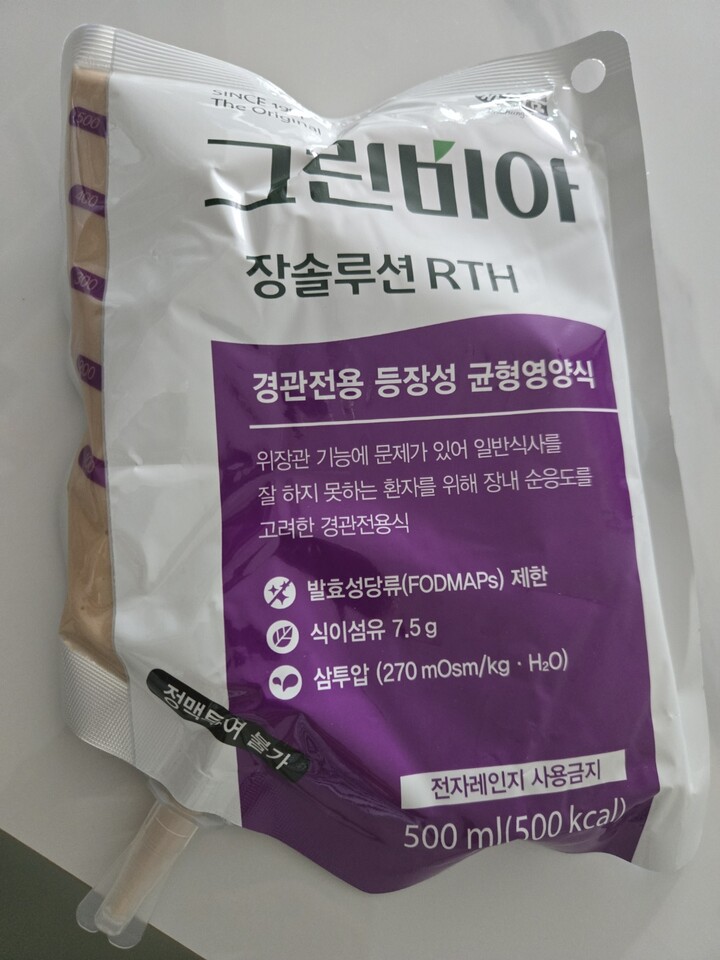 The Original
그린비아
장솔루션 RTH
경관전용 등장성 균형영양식
위장관 기능에 문제가 있어 일반식사를
잘 하지 못하는 환자를 위해 장내 순응도를
고려한 경관전용식
발효성당류(FODMAPs) 제한
식이섬유 7.5 g
삼투압 (270 mOsm/kg · H₂O)
정맥투여 불가
전자레인지 사용금지
500 ml(500 kcal)
500
400
300